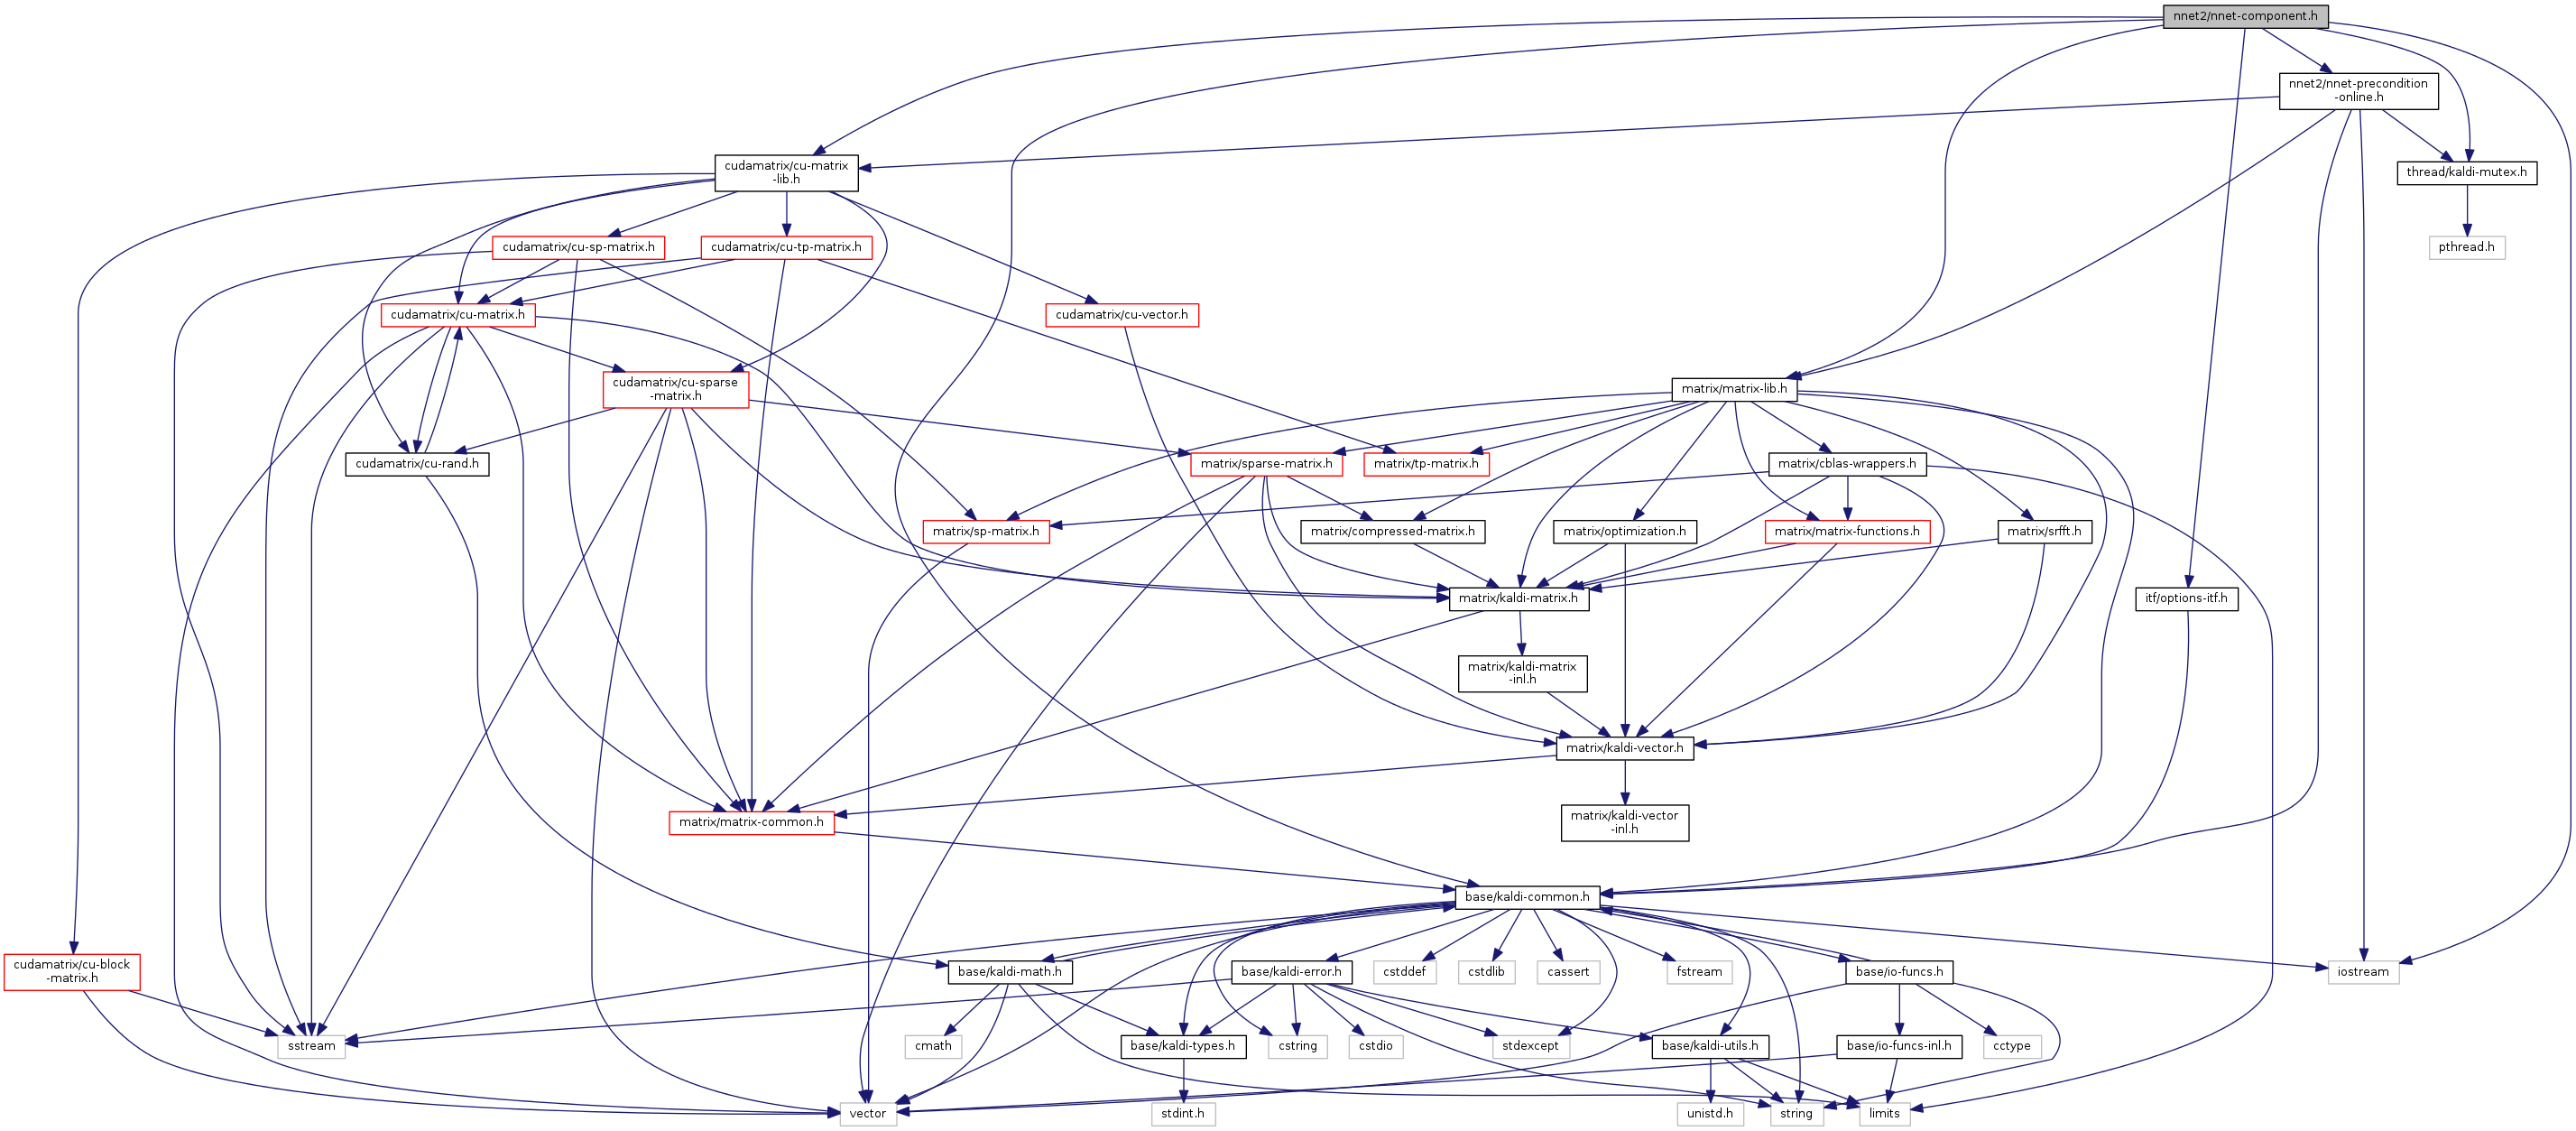 nnet2/nnet-component.h
nnet2/nnet-precondition
-online.h
cudamatrix/cu-matrix
-lib.h
thread/kaldi-mutex.h
cudamatrix/cu-sp-matrix.h
cudamatrix/cu-tp-matrix.h
pthread.h
cudamatrix/cu-matrix.h
cudamatrix/cu-vector.h
cudamatrix/cu-sparse
-matrix.h
matrix/matrix-lib.h
cudamatrix/cu-rand.h
matrix/sparse-matrix.h
matrix/tp-matrix.h
matrix/cblas-wrappers.h
matrix/sp-matrix.h
matrix/compressed-matrix.h
matrix/optimization.h
matrix/matrix-functions.h
matrix/srfft.h
matrix/kaldi-matrix.h
itf/options-itf.h
matrix/kaldi-matrix
-inl.h
matrix/kaldi-vector.h
matrix/matrix-common.h
matrix/kaldi-vector
-inl.h
base/kaldi-common.h
cudamatrix/cu-block
-matrix.h
base/kaldi-math.h
base/kaldi-error.h
cstddef
cstdlib
cassert
fstream
base/io-funcs.h
iostream
sstream
cmath
base/kaldi-types.h
cstring
cstdio
stdexcept
base/kaldi-utils.h
base/io-funcs-inl.h
cctype
vector
stdint.h
unistd.h
string
limits